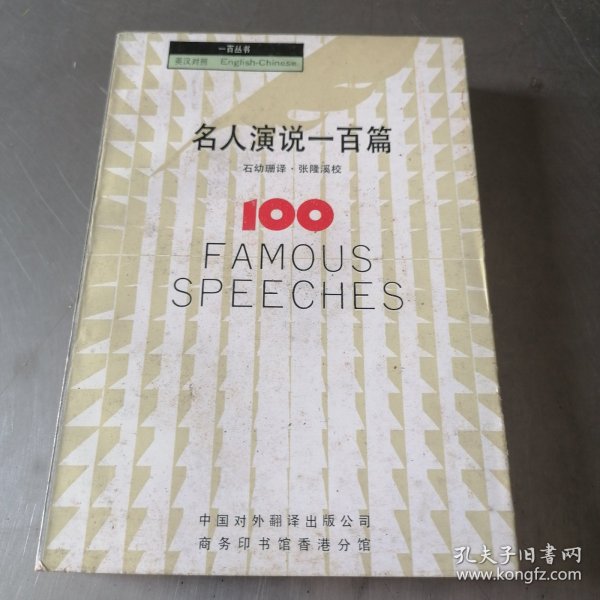 一百丛书
英汉对照 English-Chinese
名人演说一百篇
石幼珊译·张隆溪校
100
FAMOUS
SPEECHES
中国对外翻译出版公司
商务印书馆香港分馆
孔夫子旧书网
www.kongfz.com